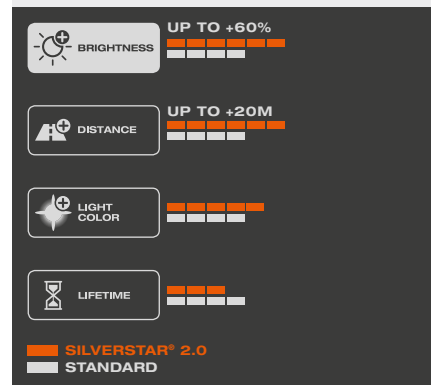 UP TO +60%
BRIGHTNESS
UP TO +20M
DISTANCE
LIGHT
COLOR
LIFETIME
SILVERSTAR® 2.0
STANDARD